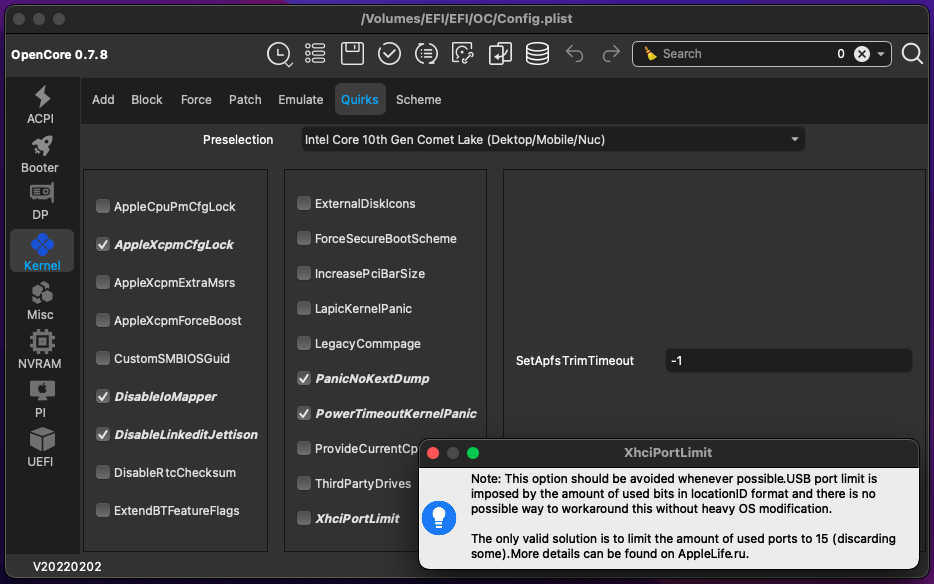 /Volumes/EFI/EFI/OC/Config.plist
OpenCore 0.7.8
Search
0
ACPI
Booter
DP
Kernel
Misc
NVRAM
PI
UEFI
Add Block Force Patch Emulate Quirks Scheme
Preselection
Intel Core 10th Gen Comet Lake (Dektop/Mobile/Nuc)
AppleCpuPmCfgLock
AppleXcpmCfgLock
AppleXcpmExtraMsrs
AppleXcpmForceBoost
CustomSMBIOSGuid
DisableIoMapper
DisableLinkeditJettison
DisableRtcChecksum
ExtendBTFeatureFlags
ExternalDiskIcons
ForceSecureBootScheme
IncreasePciBarSize
LapicKernelPanic
LegacyCommpage
PanicNoKextDump
PowerTimeoutKernelPanic
ProvideCurrentCp
ThirdPartyDrives
XhciPortLimit
SetApfsTrimTimeout
-1
XhciPortLimit
Note: This option should be avoided whenever possible.USB port limit is
imposed by the amount of used bits in locationID format and there is no
possible way to workaround this without heavy OS modification.
The only valid solution is to limit the amount of used ports to 15 (discarding
some).More details can be found on AppleLife.ru.
V20220202